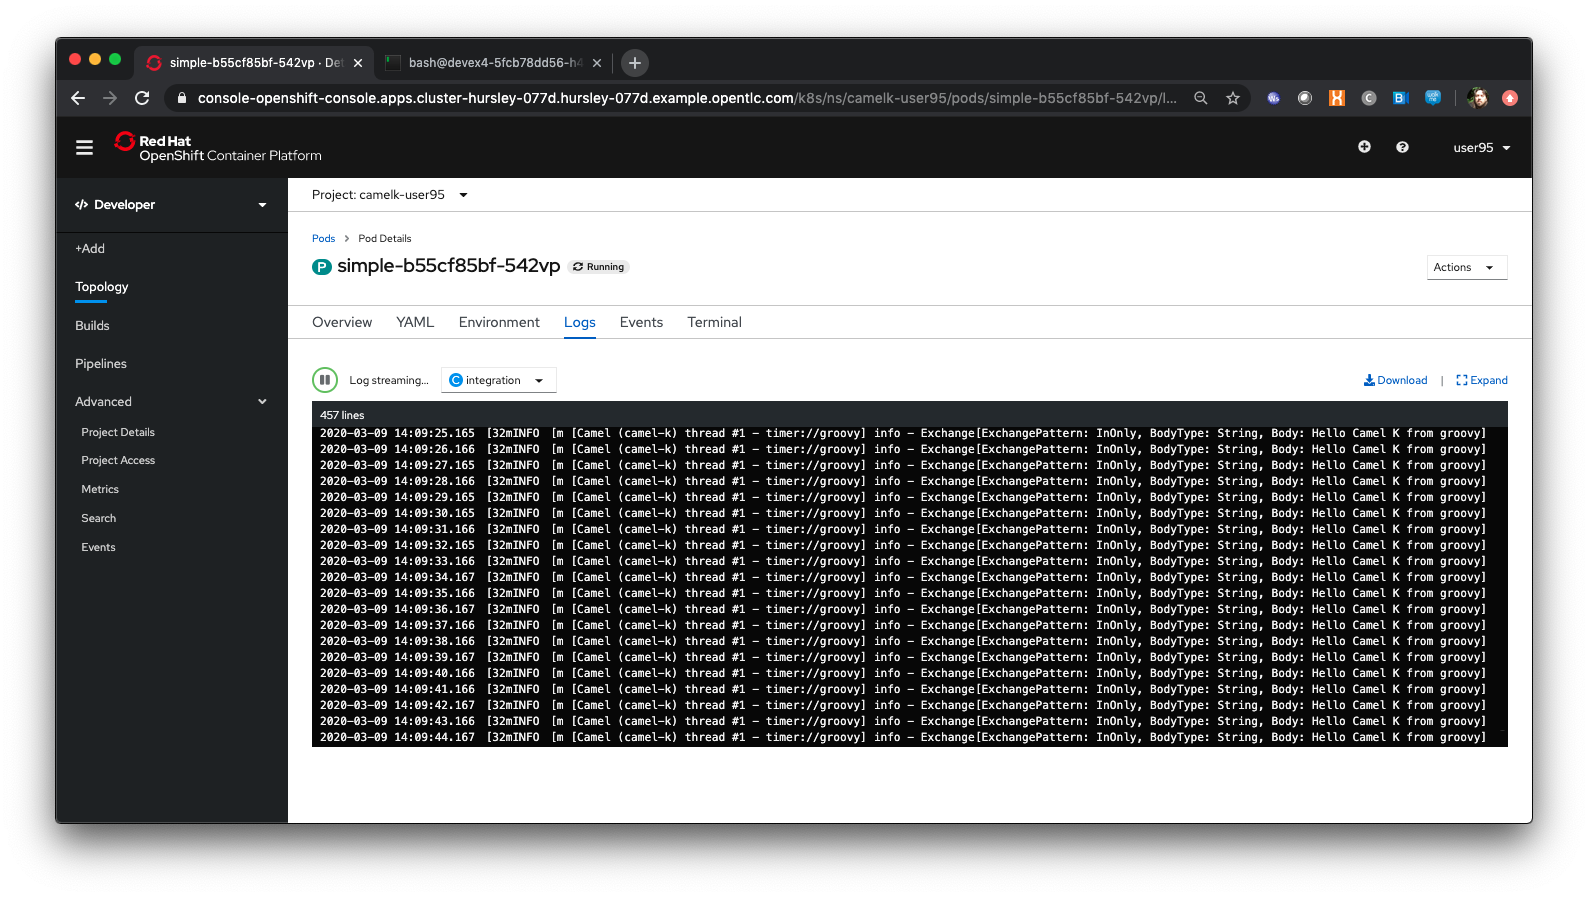 simple-b55cf85bf-542vp · Det
bash@devex4-5fcb78dd56-h4
console-openshift-console.apps.cluster-hursley-077d.hursley-077d.example.opentlc.com/k8s/ns/camelk-user95/pods/simple-b55cf85bf-542vp/l...
Red Hat
OpenShift Container Platform
user95
Developer
+Add
Topology
Builds
Pipelines
Advanced
Project Details
Project Access
Metrics
Search
Events
Project: camelk-user95
Pods > Pod Details
P simple-b55cf85bf-542vp Running
Actions
Overview YAML Environment Logs Events Terminal
Log streaming... C integration
Download | Expand
457 lines
2020-03-09 14:09:25.165 [32mINFO [m [Camel (camel-k) thread #1 - timer://groovy] info - Exchange[ExchangePattern: InOnly, BodyType: String, Body: Hello Camel K from groovy]
2020-03-09 14:09:26.166 [32mINFO [m [Camel (camel-k) thread #1 - timer://groovy] info - Exchange[ExchangePattern: InOnly, BodyType: String, Body: Hello Camel K from groovy]
2020-03-09 14:09:27.165 [32mINFO [m [Camel (camel-k) thread #1 - timer://groovy] info - Exchange[ExchangePattern: InOnly, BodyType: String, Body: Hello Camel K from groovy]
2020-03-09 14:09:28.166 [32mINFO [m [Camel (camel-k) thread #1 - timer://groovy] info - Exchange[ExchangePattern: InOnly, BodyType: String, Body: Hello Camel K from groovy]
2020-03-09 14:09:29.165 [32mINFO [m [Camel (camel-k) thread #1 - timer://groovy] info - Exchange[ExchangePattern: InOnly, BodyType: String, Body: Hello Camel K from groovy]
2020-03-09 14:09:30.165 [32mINFO [m [Camel (camel-k) thread #1 - timer://groovy] info - Exchange[ExchangePattern: InOnly, BodyType: String, Body: Hello Camel K from groovy]
2020-03-09 14:09:31.166 [32mINFO [m [Camel (camel-k) thread #1 - timer://groovy] info - Exchange[ExchangePattern: InOnly, BodyType: String, Body: Hello Camel K from groovy]
2020-03-09 14:09:32.165 [32mINFO [m [Camel (camel-k) thread #1 - timer://groovy] info - Exchange[ExchangePattern: InOnly, BodyType: String, Body: Hello Camel K from groovy]
2020-03-09 14:09:33.166 [32mINFO [m [Camel (camel-k) thread #1 - timer://groovy] info - Exchange[ExchangePattern: InOnly, BodyType: String, Body: Hello Camel K from groovy]
2020-03-09 14:09:34.167 [32mINFO [m [Camel (camel-k) thread #1 - timer://groovy] info - Exchange[ExchangePattern: InOnly, BodyType: String, Body: Hello Camel K from groovy]
2020-03-09 14:09:35.166 [32mINFO [m [Camel (camel-k) thread #1 - timer://groovy] info - Exchange[ExchangePattern: InOnly, BodyType: String, Body: Hello Camel K from groovy]
2020-03-09 14:09:36.167 [32mINFO [m [Camel (camel-k) thread #1 - timer://groovy] info - Exchange[ExchangePattern: InOnly, BodyType: String, Body: Hello Camel K from groovy]
2020-03-09 14:09:37.166 [32mINFO [m [Camel (camel-k) thread #1 - timer://groovy] info - Exchange[ExchangePattern: InOnly, BodyType: String, Body: Hello Camel K from groovy]
2020-03-09 14:09:38.166 [32mINFO [m [Camel (camel-k) thread #1 - timer://groovy] info - Exchange[ExchangePattern: InOnly, BodyType: String, Body: Hello Camel K from groovy]
2020-03-09 14:09:39.167 [32mINFO [m [Camel (camel-k) thread #1 - timer://groovy] info - Exchange[ExchangePattern: InOnly, BodyType: String, Body: Hello Camel K from groovy]
2020-03-09 14:09:40.166 [32mINFO [m [Camel (camel-k) thread #1 - timer://groovy] info - Exchange[ExchangePattern: InOnly, BodyType: String, Body: Hello Camel K from groovy]
2020-03-09 14:09:41.166 [32mINFO [m [Camel (camel-k) thread #1 - timer://groovy] info - Exchange[ExchangePattern: InOnly, BodyType: String, Body: Hello Camel K from groovy]
2020-03-09 14:09:42.167 [32mINFO [m [Camel (camel-k) thread #1 - timer://groovy] info - Exchange[ExchangePattern: InOnly, BodyType: String, Body: Hello Camel K from groovy]
2020-03-09 14:09:43.166 [32mINFO [m [Camel (camel-k) thread #1 - timer://groovy] info - Exchange[ExchangePattern: InOnly, BodyType: String, Body: Hello Camel K from groovy]
2020-03-09 14:09:44.167 [32mINFO [m [Camel (camel-k) thread #1 - timer://groovy] info - Exchange[ExchangePattern: InOnly, BodyType: String, Body: Hello Camel K from groovy]